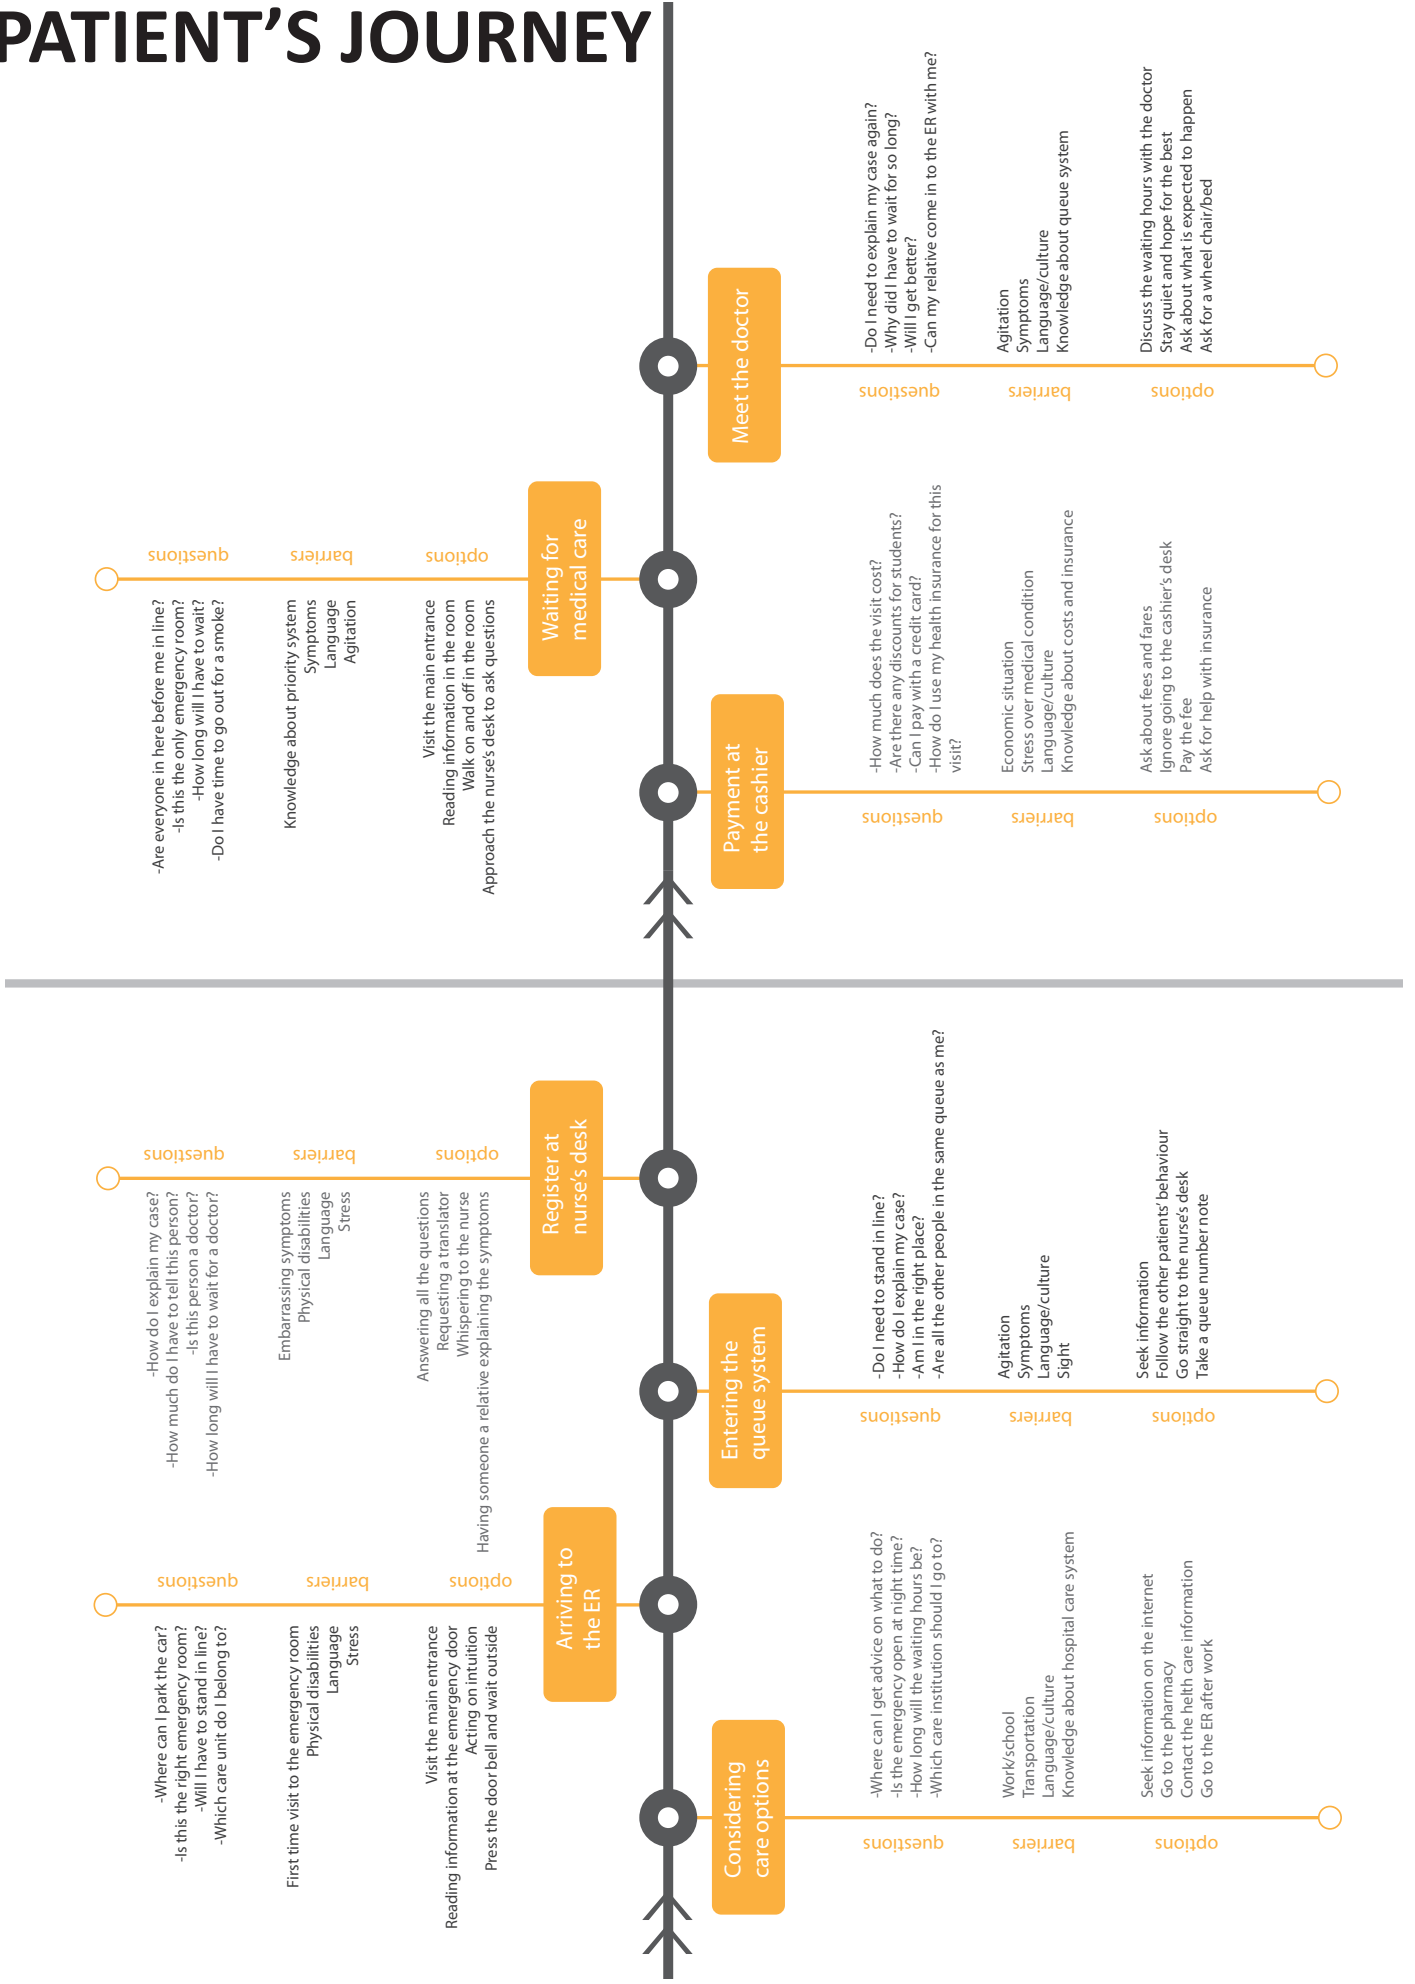 PATIENT’S JOURNEY
Considering
care options
questions
-Where can I get advice on what to do?
-Is the emergency open at night time?
-How long will the waiting hours be?
-Which care institution should I go to?
barriers
Work/school
Transportation
Language/culture
Knowledge about hospital care system
options
Seek information on the internet
Go to the pharmacy
Contact the helth care information
Go to the ER after work
Arriving to
the ER
questions
-Where can I park the car?
-Is this the right emergency room?
-Will I have to stand in line?
-Which care unit do I belong to?
barriers
First time visit to the emergency room
Physical disabilities
Language
Stress
options
Visit the main entrance
Reading information at the emergency door
Acting on intuition
Press the door bell and wait outside
Entering the
queue system
questions
-Do I need to stand in line?
-How do I explain my case?
-Am I in the right place?
-Are all the other people in the same queue as me?
barriers
Agitation
Symptoms
Language/culture
Sight
options
Seek information
Follow the other patients’ behaviour
Go straight to the nurse’s desk
Take a queue number note
Register at
nurse’s desk
questions
-How do I explain my case?
-How much do I have to tell this person?
-Is this person a doctor?
-How long will I have to wait for a doctor?
barriers
Embarrassing symptoms
Physical disabilities
Language
Stress
options
Answering all the questions
Requesting a translator
Whispering to the nurse
Having someone a relative explaining the symptoms
Payment at
the cashier
questions
-How much does the visit cost?
-Are there any discounts for students?
-Can I pay with a credit card?
-How do I use my health insurance for this
visit?
barriers
Economic situation
Stress over medical condition
Language/culture
Knowledge about costs and insurance
options
Ask about fees and fares
Ignore going to the cashier’s desk
Pay the fee
Ask for help with insurance
Waiting for
medical care
questions
-Are everyone in here before me in line?
-Is this the only emergency room?
-How long will I have to wait?
-Do I have time to go out for a smoke?
barriers
Knowledge about priority system
Symptoms
Language
Agitation
options
Visit the main entrance
Reading information in the room
Walk on and off in the room
Approach the nurse’s desk to ask questions
Meet the doctor
questions
-Do I need to explain my case again?
-Why did I have to wait for so long?
-Will I get better?
-Can my relative come in to the ER with me?
barriers
Agitation
Symptoms
Language/culture
Knowledge about queue system
options
Discuss the waiting hours with the doctor
Stay quiet and hope for the best
Ask about what is expected to happen
Ask for a wheel chair/bed